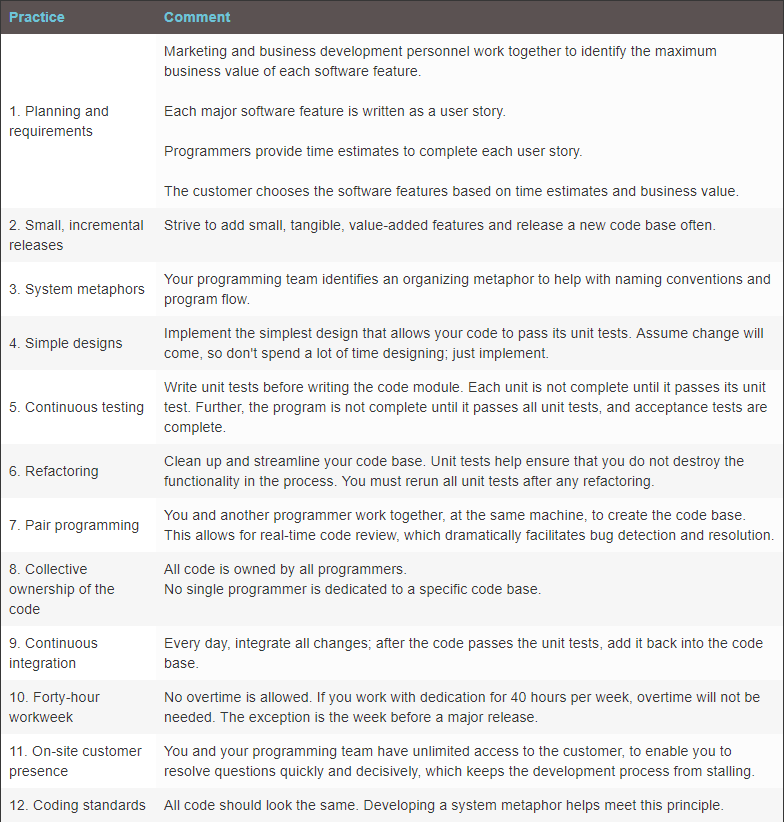 Practice
Comment
1. Planning and
requirements
Marketing and business development personnel work together to identify the maximum
business value of each software feature.
Each major software feature is written as a user story.
Programmers provide time estimates to complete each user story.
The customer chooses the software features based on time estimates and business value.
2. Small, incremental
releases
Strive to add small, tangible, value-added features and release a new code base often.
3. System metaphors
Your programming team identifies an organizing metaphor to help with naming conventions and
program flow.
4. Simple designs
Implement the simplest design that allows your code to pass its unit tests. Assume change will
come, so don't spend a lot of time designing; just implement.
5. Continuous testing
Write unit tests before writing the code module. Each unit is not complete until it passes its unit
test. Further, the program is not complete until it passes all unit tests, and acceptance tests are
complete.
6. Refactoring
Clean up and streamline your code base. Unit tests help ensure that you do not destroy the
functionality in the process. You must rerun all unit tests after any refactoring.
7. Pair programming
You and another programmer work together, at the same machine, to create the code base.
This allows for real-time code review, which dramatically facilitates bug detection and resolution.
8. Collective
ownership of the
code
All code is owned by all programmers.
No single programmer is dedicated to a specific code base.
9. Continuous
integration
Every day, integrate all changes; after the code passes the unit tests, add it back into the code
base.
10. Forty-hour
workweek
No overtime is allowed. If you work with dedication for 40 hours per week, overtime will not be
needed. The exception is the week before a major release.
11. On-site customer
presence
You and your programming team have unlimited access to the customer, to enable you to
resolve questions quickly and decisively, which keeps the development process from stalling.
12. Coding standards
All code should look the same. Developing a system metaphor helps meet this principle.